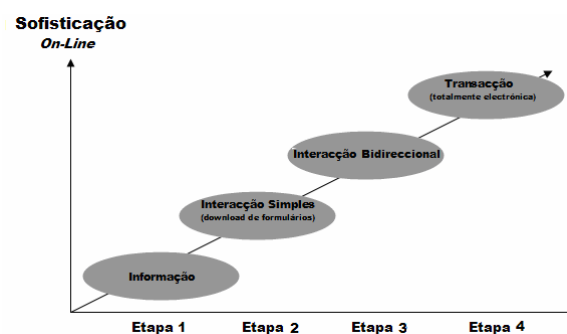 Sofisticação
On-Line
Transacção
(totalmente electrónica)
Interacção Bidireccional
Interacção Simples
(download de formulários)
Informação
Etapa 1
Etapa 2
Etapa 3
Etapa 4